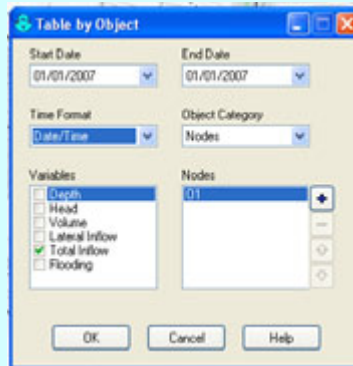 Table by Object
Start Date End Date
01/01/2007 01/01/2007
Time Format Object Category
Date/Time Nodes
Variables Nodes
Depth O1
Head
Volume
Lateral Inflow
Total Inflow
Flooding
OK Cancel Help